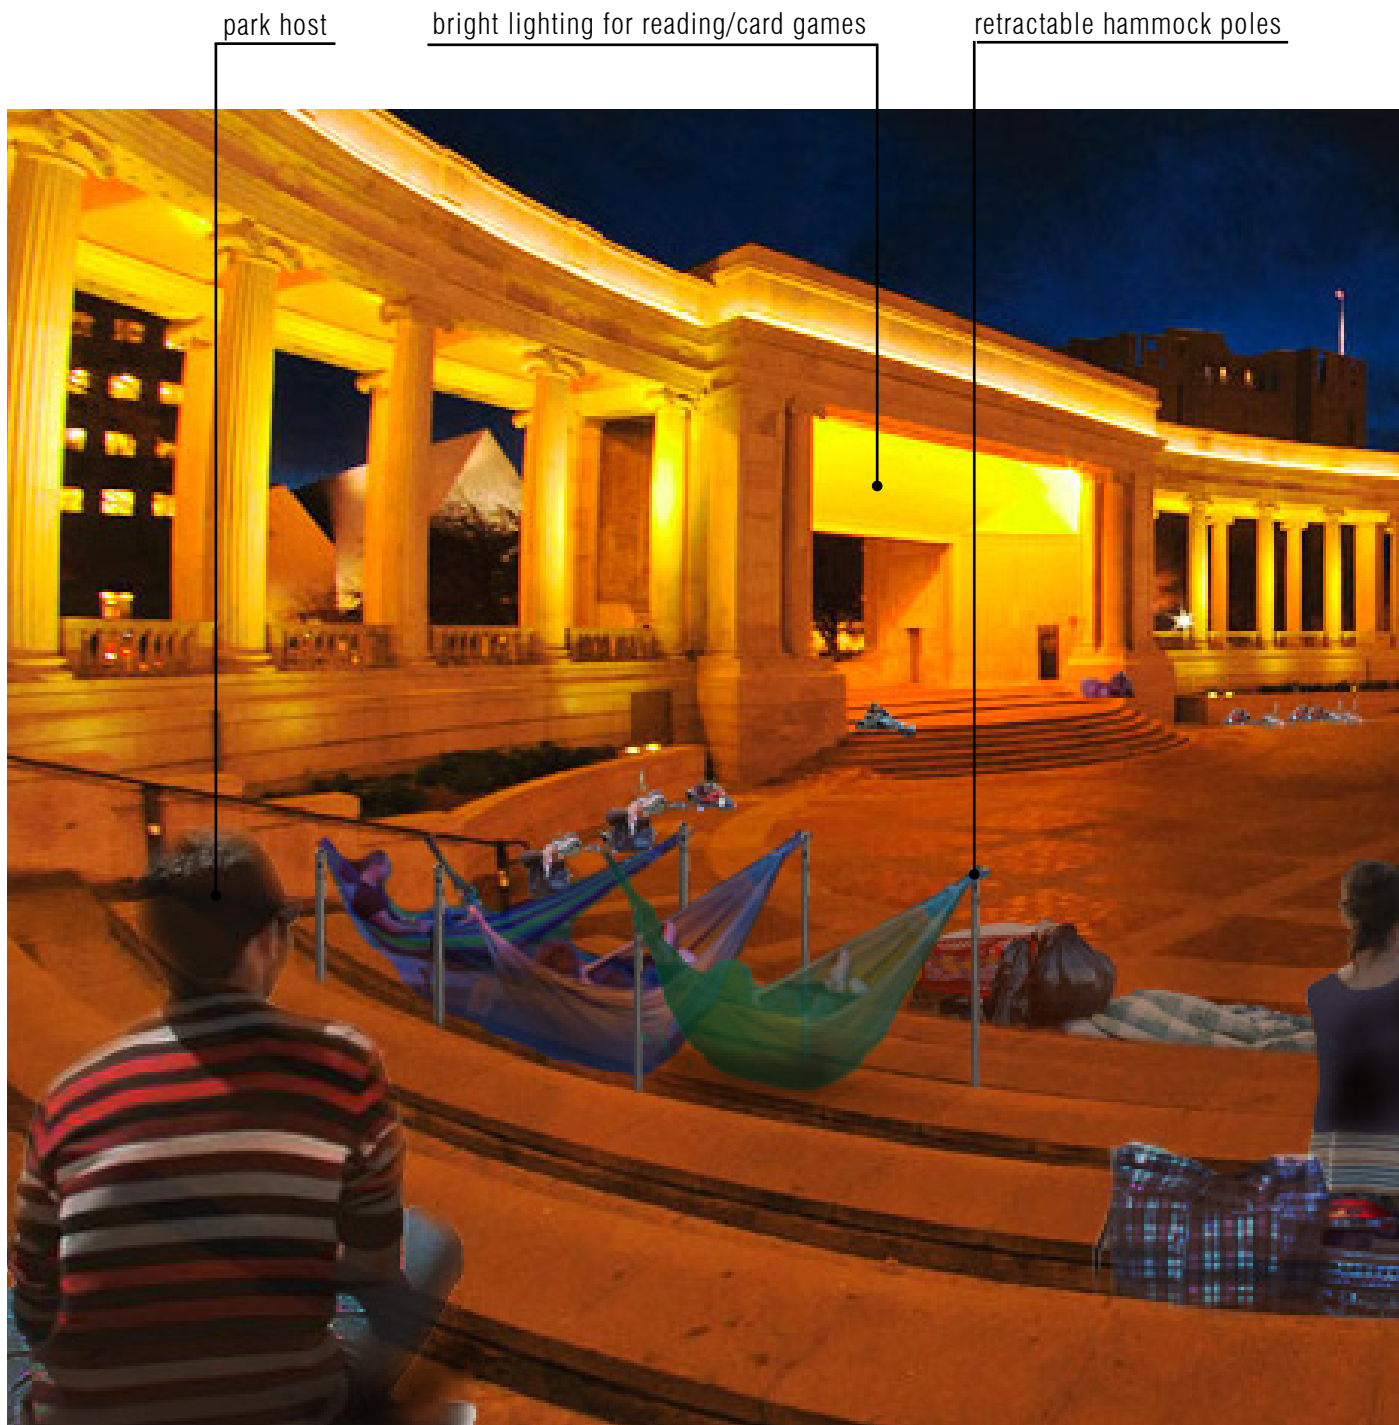 park host
bright lighting for reading/card games
retractable hammock poles